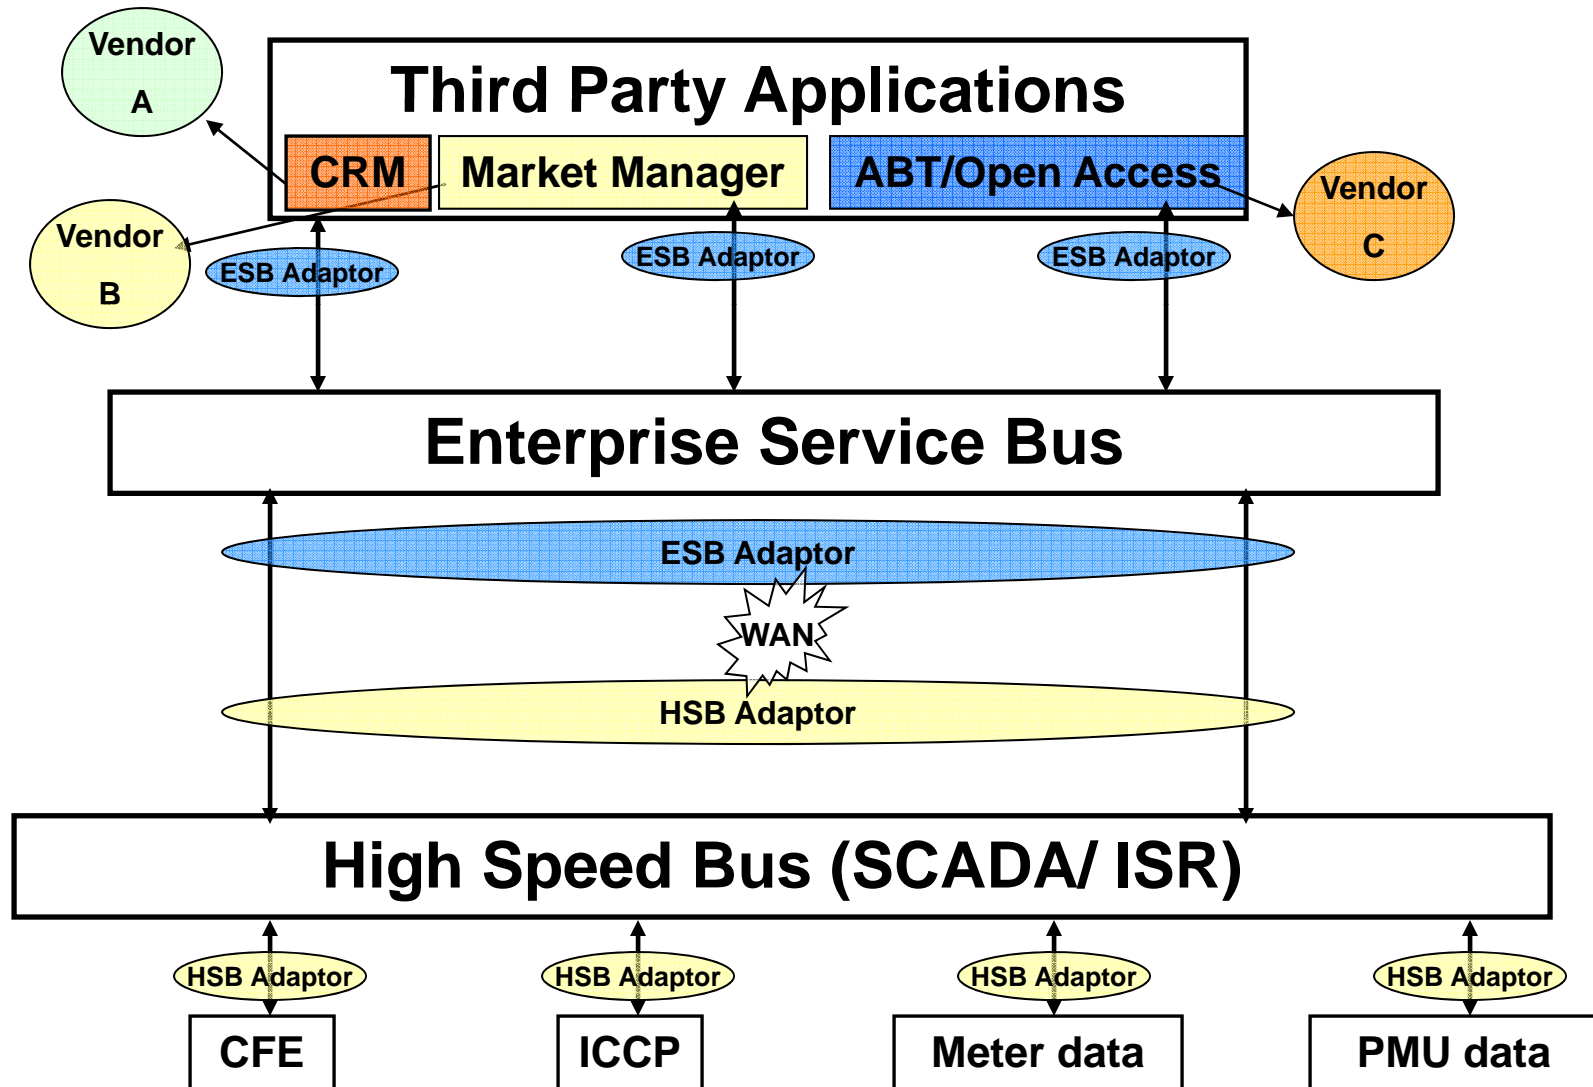 Vendor
A
Third Party Applications
CRM
Market Manager
ABT/Open Access
Vendor
B
Vendor
C
ESB Adaptor
ESB Adaptor
ESB Adaptor
Enterprise Service Bus
ESB Adaptor
WAN
HSB Adaptor
High Speed Bus (SCADA/ ISR)
HSB Adaptor
HSB Adaptor
HSB Adaptor
HSB Adaptor
CFE
ICCP
Meter data
PMU data